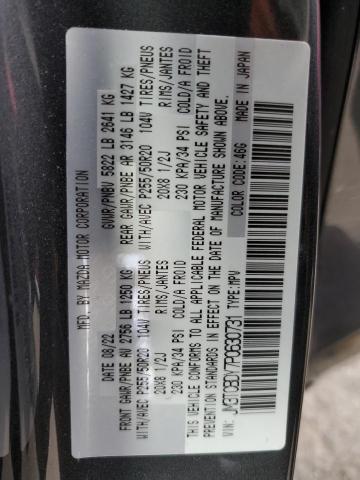 MFD. BY MAZDA MOTOR CORPORATION
DATE 08/22 GVWR/PNBV 5822 LB 2641 KG
FRONT GAWR/PNBE AV 2756 LB 1250 KG REAR GAWR/PNBE AR 3146 LB 1427 KG
WITH/AVEC P255/50R20 104V TIRES/PNEUS WITH/AVEC P255/50R20 104V TIRES/PNEUS
20X8 1/2J RIMS/JANTES 20X8 1/2J RIMS/JANTES
230 KPA/34 PSI COLD/A FROID 230 KPA/34 PSI COLD/A FROID
THIS VEHICLE CONFORMS TO ALL APPLICABLE FEDERAL MOTOR VEHICLE SAFETY AND THEFT
PREVENTION STANDARDS IN EFFECT ON THE DATE OF MANUFACTURE SHOWN ABOVE.
JM3TCBDY7P0630731 TYPE:MPV COLOR CODE:46G MADE IN JAPAN